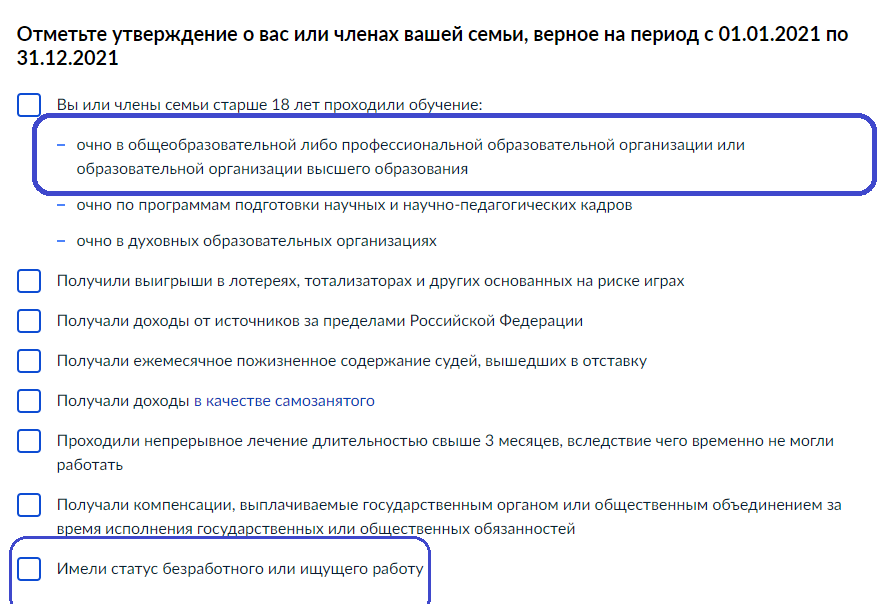 Отметьте утверждение о вас или членах вашей семьи, верное на период с 01.01.2021 по
31.12.2021
Вы или члены семьи старше 18 лет проходили обучение:
– очно в общеобразовательной либо профессиональной образовательной организации или
образовательной организации высшего образования
– очно по программам подготовки научных и научно-педагогических кадров
– очно в духовных образовательных организациях
Получили выигрыши в лотереях, тотализаторах и других основанных на риске играх
Получали доходы от источников за пределами Российской Федерации
Получали ежемесячное пожизненное содержание судей, вышедших в отставку
Получали доходы в качестве самозанятого
Проходили непрерывное лечение длительностью свыше 3 месяцев, вследствие чего временно не могли
работать
Получали компенсации, выплачиваемые государственным органом или общественным объединением за
время исполнения государственных или общественных обязанностей
Имели статус безработного или ищущего работу